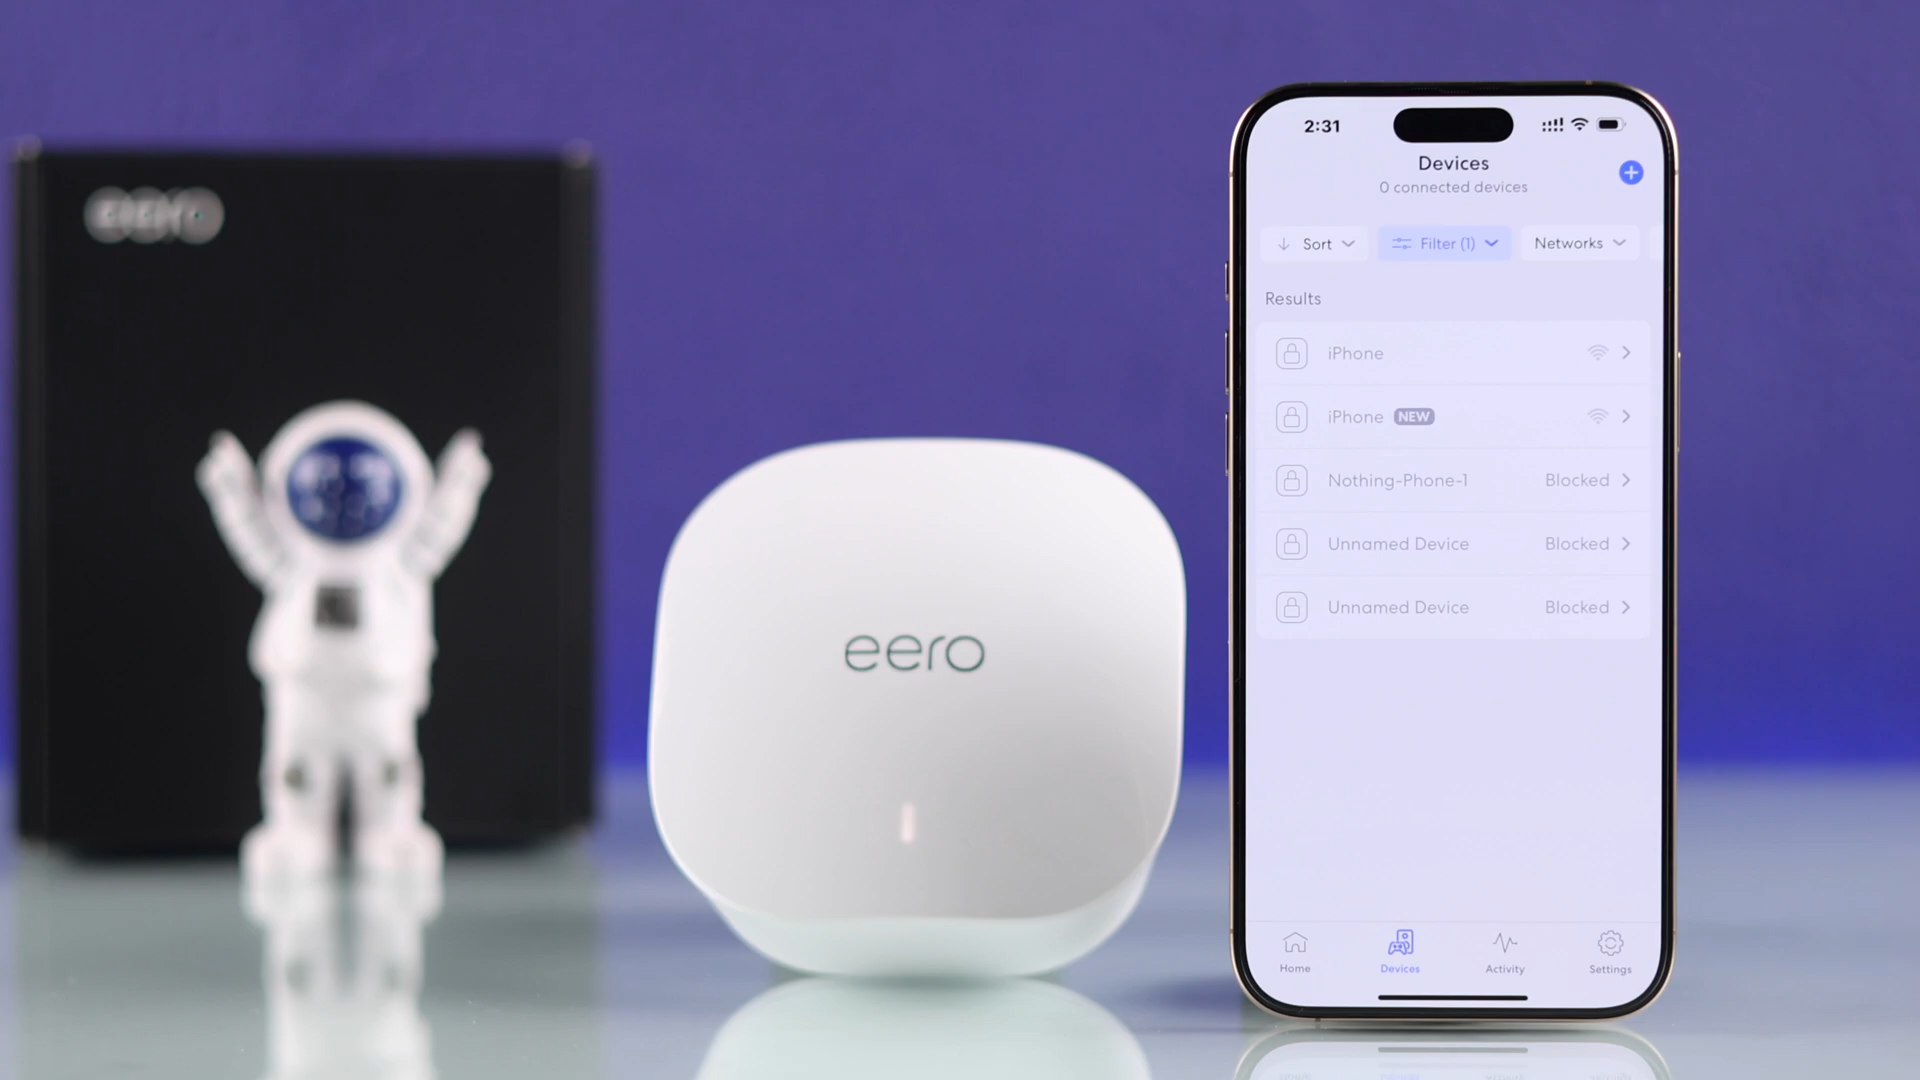 eero
eero
2:31
Devices
0 connected devices
Sort
Filter (1)
Networks
Results
iPhone
iPhone NEW
Nothing-Phone-1 Blocked
Unnamed Device Blocked
Unnamed Device Blocked
Home
Devices
Activity
Settings